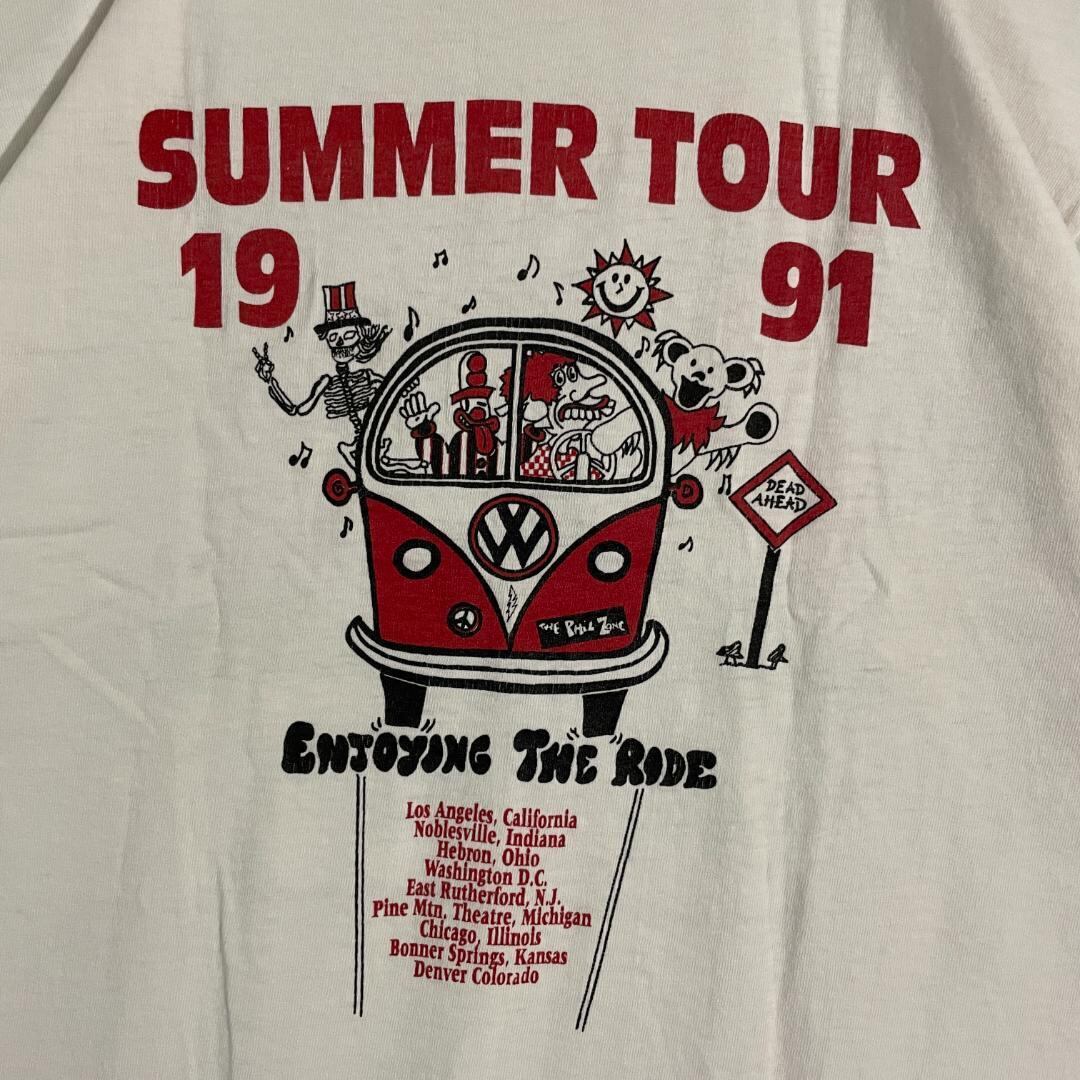 SUMMER TOUR
19 91
DEAD
AHEAD
VW
THE PHIL ZONE
ENJOYING THE RIDE
Los Angeles, California
Noblesville, Indiana
Hebron, Ohio
Washington D.C.
East Rutherford, N.J.
Pine Mtn. Theatre, Michigan
Chicago, Illinois
Bonner Springs, Kansas
Denver Colorado